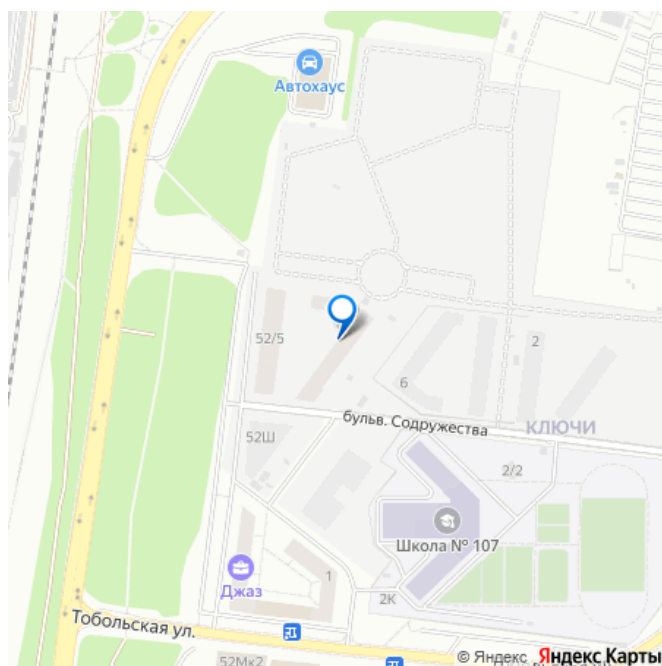 Автохаус
52/5
2
6
бульв. Содружества
КЛЮЧИ
52Ш
2/2
Школа № 107
Джаз
1
2К
Тобольская ул.
52Мк2
© Яндекс Яндекс Карты